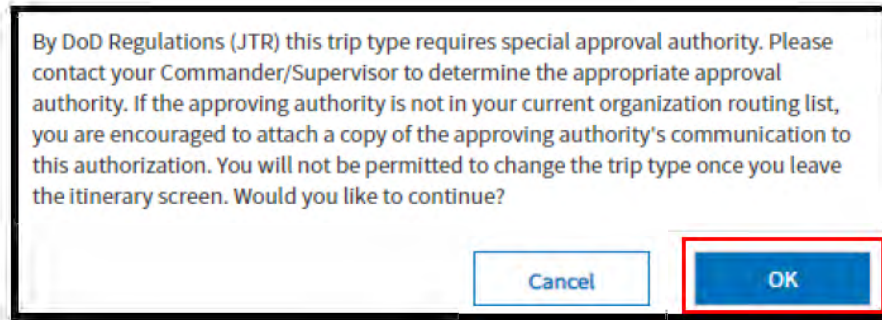 By DoD Regulations (JTR) this trip type requires special approval authority. Please
contact your Commander/Supervisor to determine the appropriate approval
authority. If the approving authority is not in your current organization routing list,
you are encouraged to attach a copy of the approving authority's communication to
this authorization. You will not be permitted to change the trip type once you leave
the itinerary screen. Would you like to continue?
Cancel OK